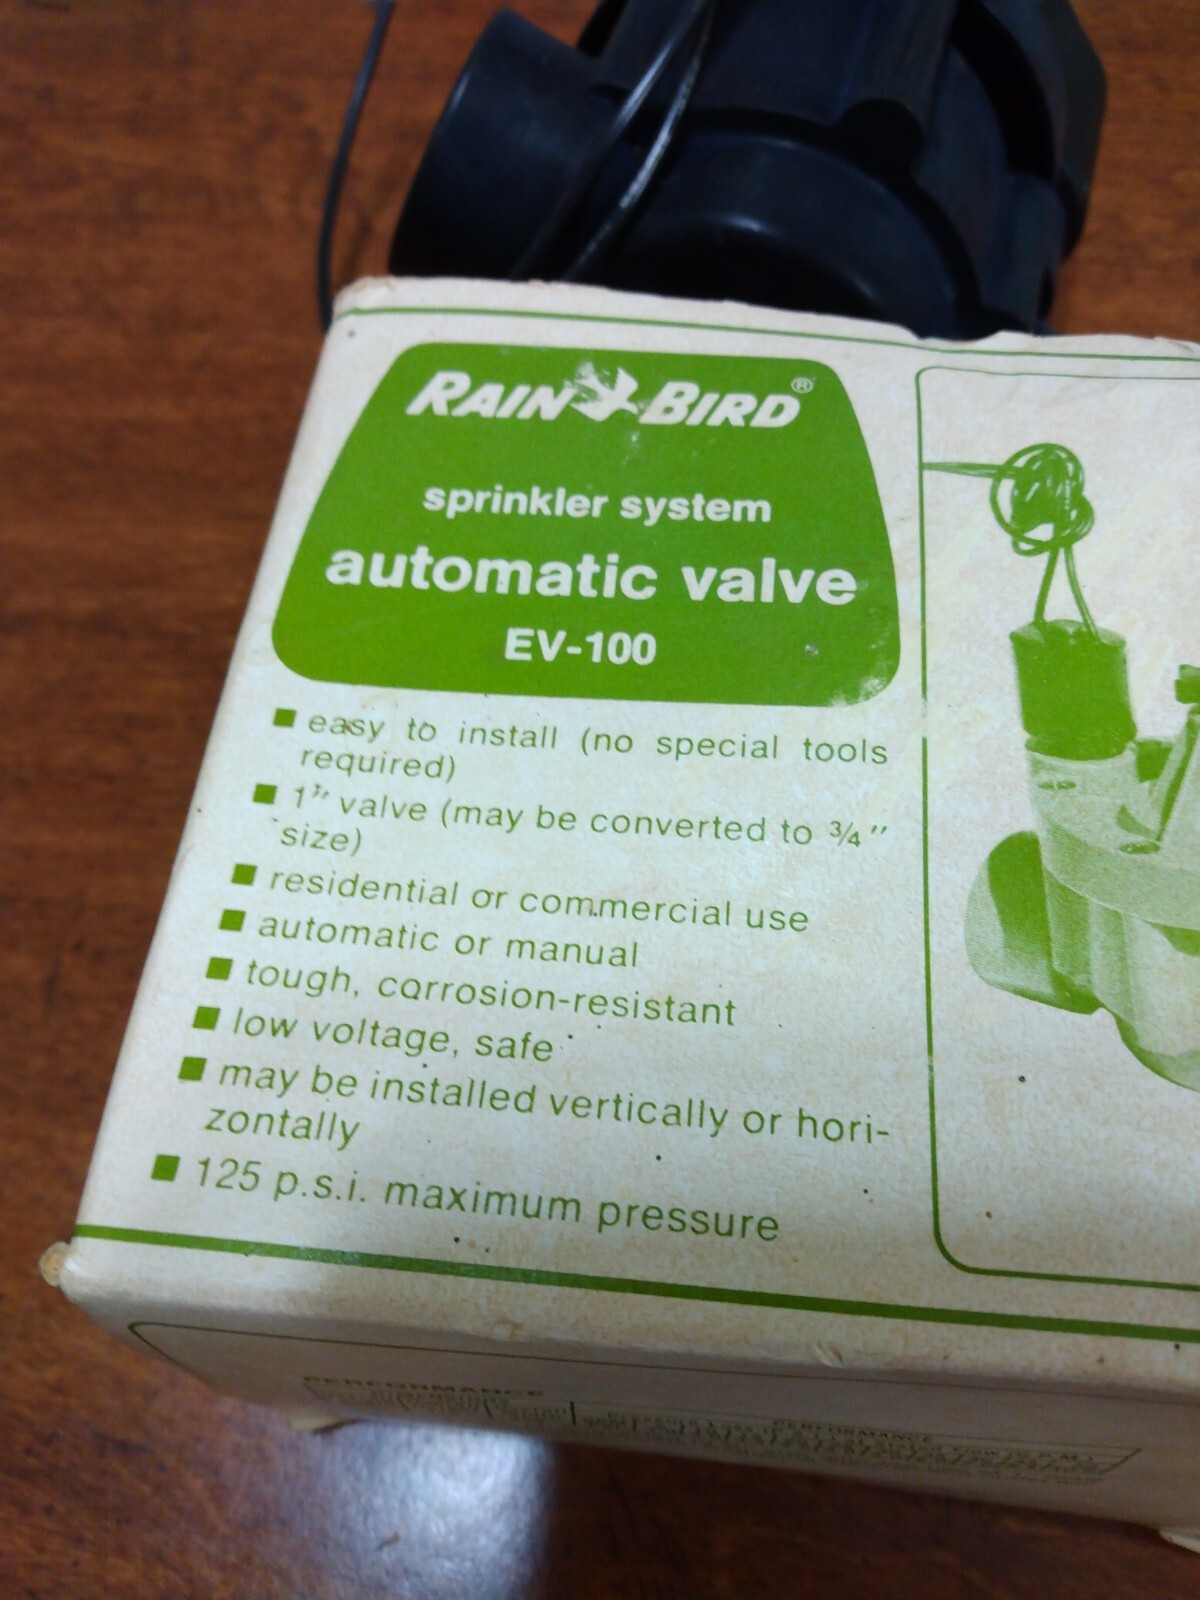 RAIN BIRD®
sprinkler system
automatic valve
EV-100
■ easy to install (no special tools
required)
■ 1" valve (may be converted to ¾"
size)
■ residential or commercial use
■ automatic or manual
■ tough, corrosion-resistant
■ low voltage, safe
■ may be installed vertically or hori-
zontally
■ 125 p.s.i. maximum pressure
PERFORMANCE
PERFORMANCE